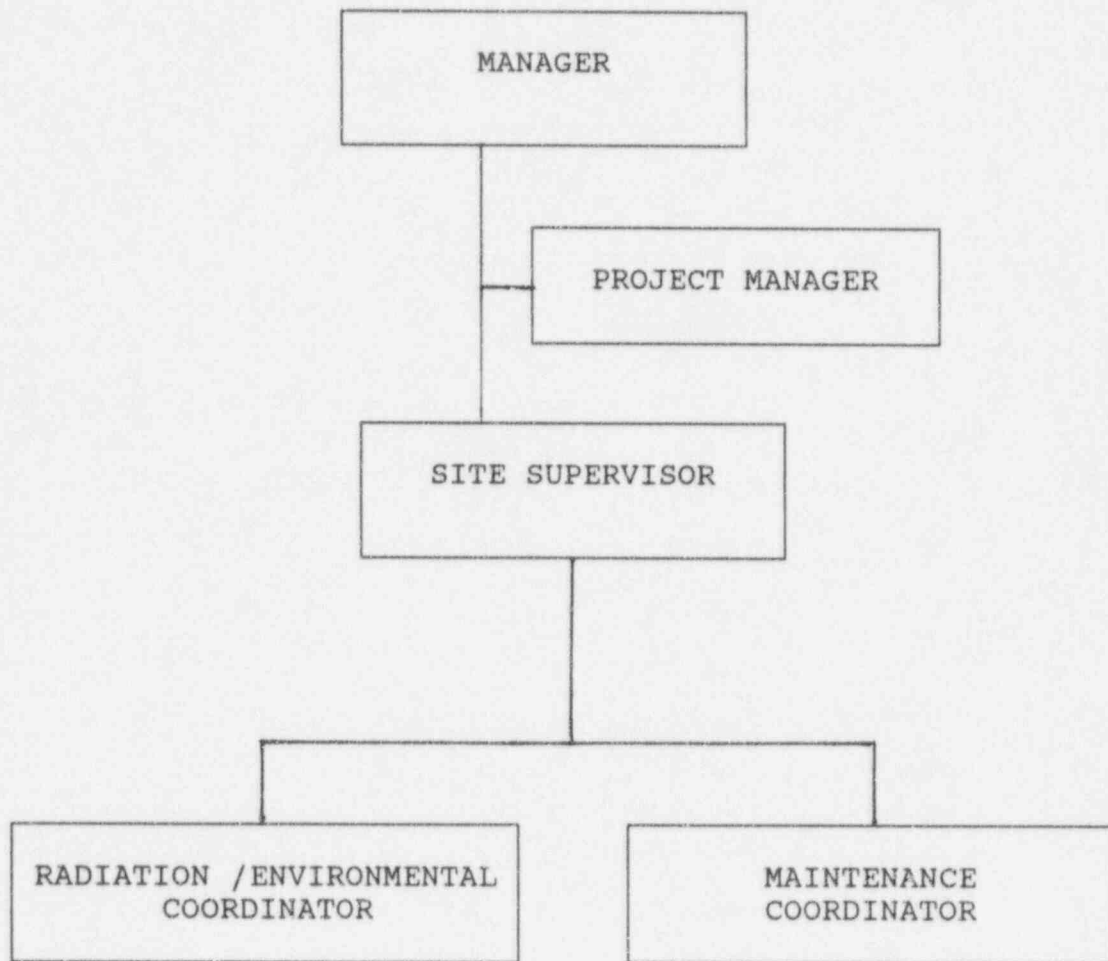 MANAGER
PROJECT MANAGER
SITE SUPERVISOR
RADIATION /ENVIRONMENTAL
COORDINATOR
MAINTENANCE
COORDINATOR